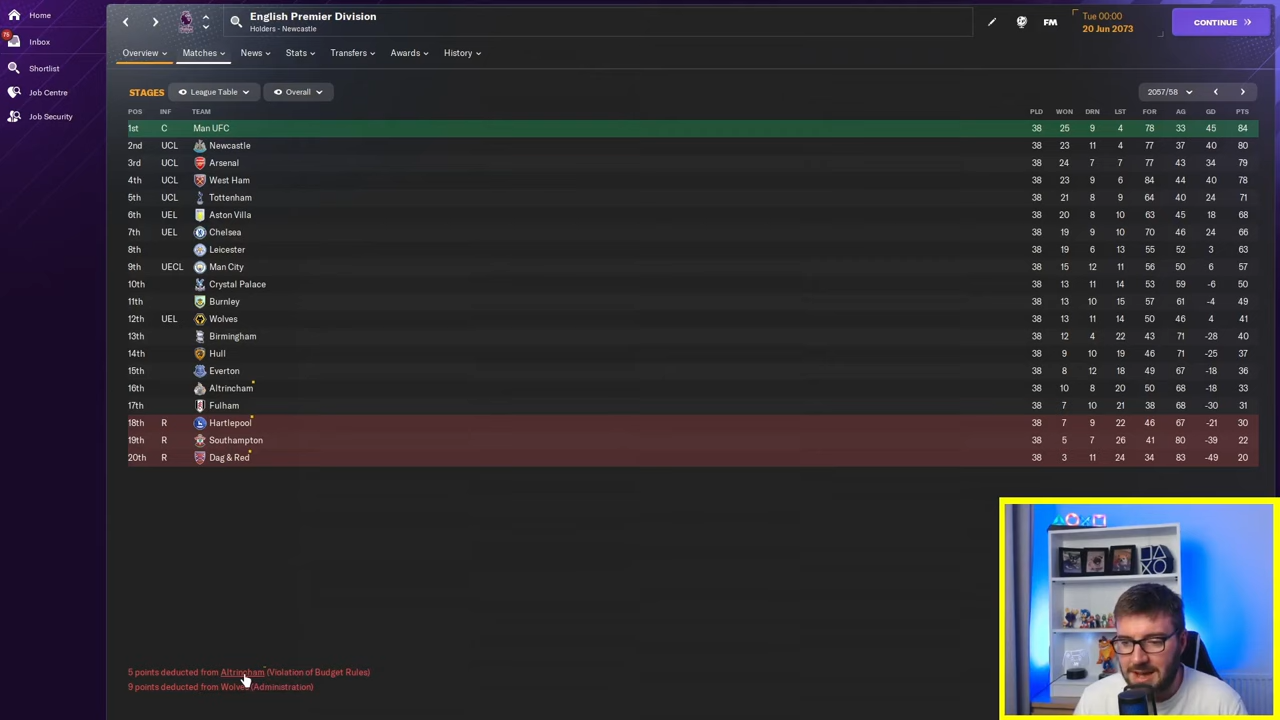 Home
75
Inbox
Shortlist
Job Centre
Job Security
English Premier Division
Holders - Newcastle
FM
Tue 00:00
20 Jun 2073
CONTINUE
Overview Matches News Stats Transfers Awards History
STAGES League Table Overall 2057/58
POS INF TEAM PLD WON DRN LST FOR AG GD PTS
1st C Man UFC 38 25 9 4 78 33 45 84
2nd UCL Newcastle 38 23 11 4 77 37 40 80
3rd UCL Arsenal 38 24 7 7 77 43 34 79
4th UCL West Ham 38 23 9 6 84 44 40 78
5th UCL Tottenham 38 21 8 9 64 40 24 71
6th UEL Aston Villa 38 20 8 10 63 45 18 68
7th UEL Chelsea 38 19 9 10 70 46 24 66
8th Leicester 38 19 6 13 55 52 3 63
9th UECL Man City 38 15 12 11 56 50 6 57
10th Crystal Palace 38 13 11 14 53 59 -6 50
11th Burnley 38 13 10 15 57 61 -4 49
12th UEL Wolves 38 13 11 14 50 46 4 41
13th Birmingham 38 12 4 22 43 71 -28 40
14th Hull 38 9 10 19 46 71 -25 37
15th Everton 38 8 12 18 49 67 -18 36
16th Altrincham 38 10 8 20 50 68 -18 33
17th Fulham 38 7 10 21 38 68 -30 31
18th R Hartlepool 38 7 9 22 46 67 -21 30
19th R Southampton 38 5 7 26 41 80 -39 22
20th R Dag & Red 38 3 11 24 34 83 -49 20
5 points deducted from Altrincham (Violation of Budget Rules)
9 points deducted from Wolves (Administration)